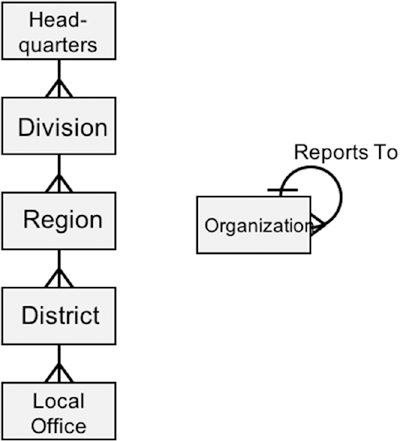 Head-
quarters
Division
Region
District
Local
Office
Reports To
Organization